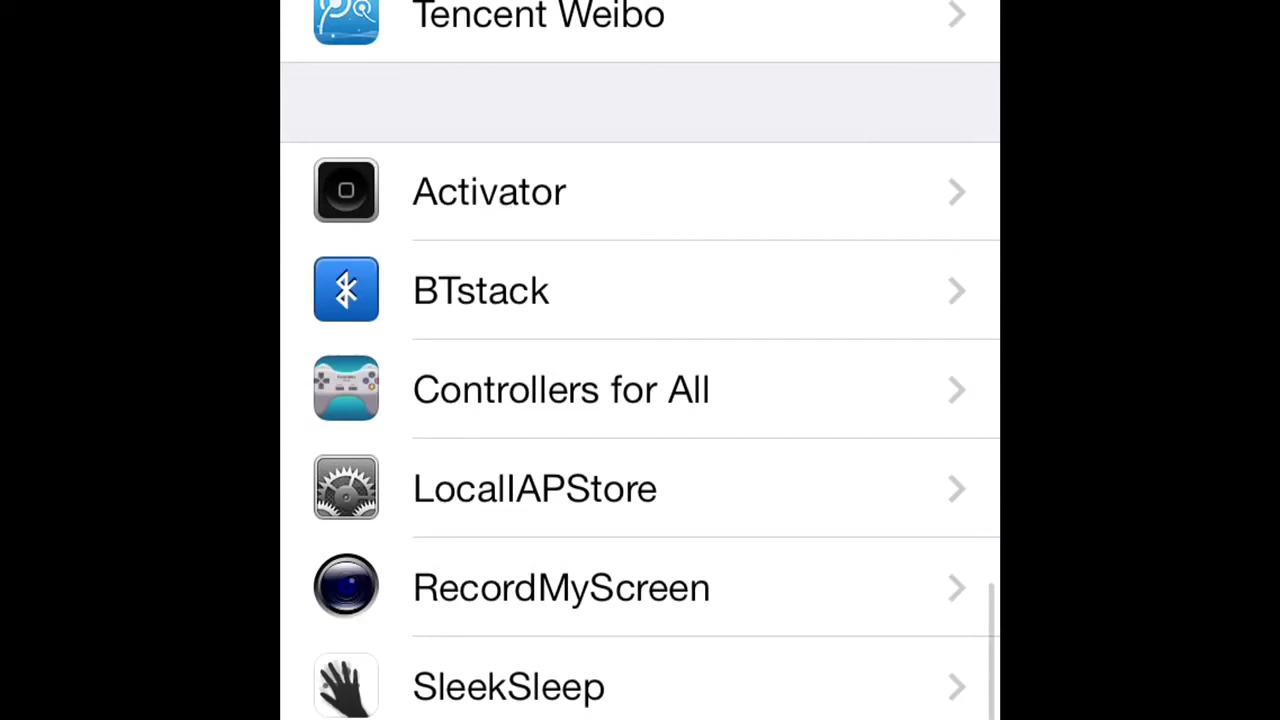 Tencent Weibo
Activator
BTstack
Controllers for All
LocalIAPStore
RecordMyScreen
SleekSleep